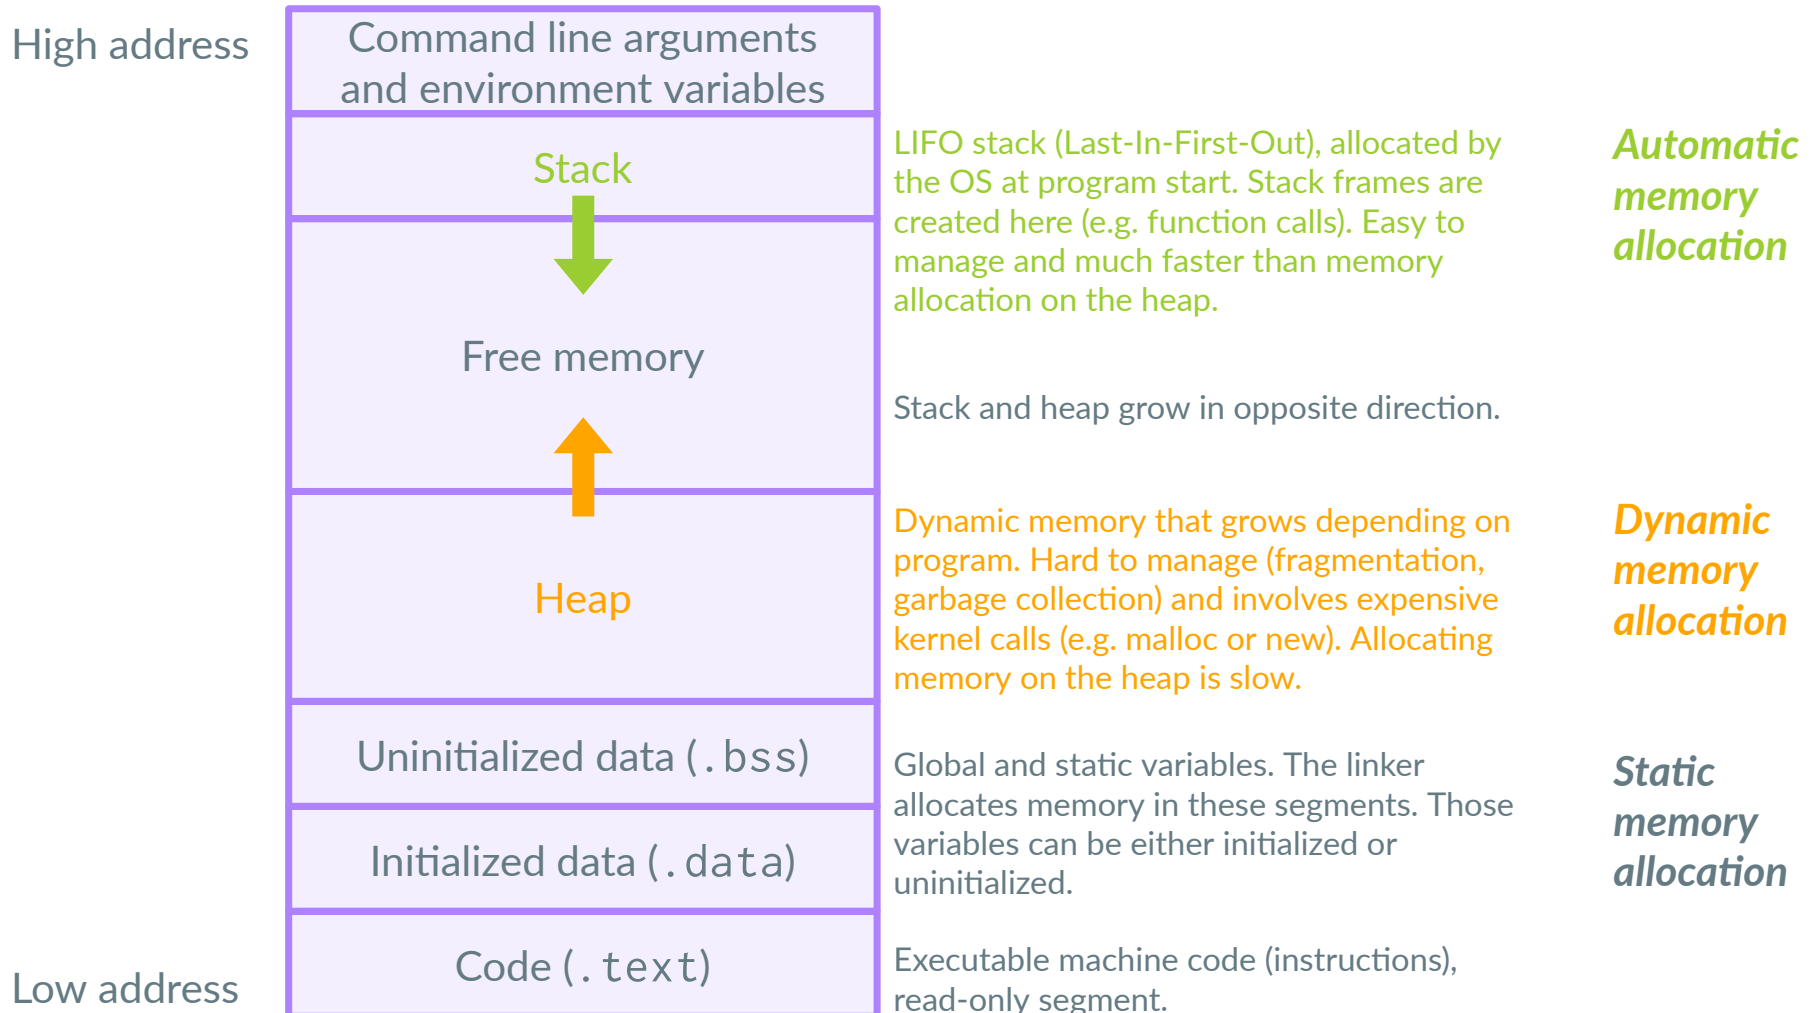 High address
Command line arguments
and environment variables
Stack
LIFO stack (Last-In-First-Out), allocated by
the OS at program start. Stack frames are
created here (e.g. function calls). Easy to
manage and much faster than memory
allocation on the heap.
Automatic
memory
allocation
Free memory
Stack and heap grow in opposite direction.
Heap
Dynamic memory that grows depending on
program. Hard to manage (fragmentation,
garbage collection) and involves expensive
kernel calls (e.g. malloc or new). Allocating
memory on the heap is slow.
Dynamic
memory
allocation
Uninitialized data (.bss)
Initialized data (.data)
Global and static variables. The linker
allocates memory in these segments. Those
variables can be either initialized or
uninitialized.
Static
memory
allocation
Low address
Code (.text)
Executable machine code (instructions),
read-only segment.